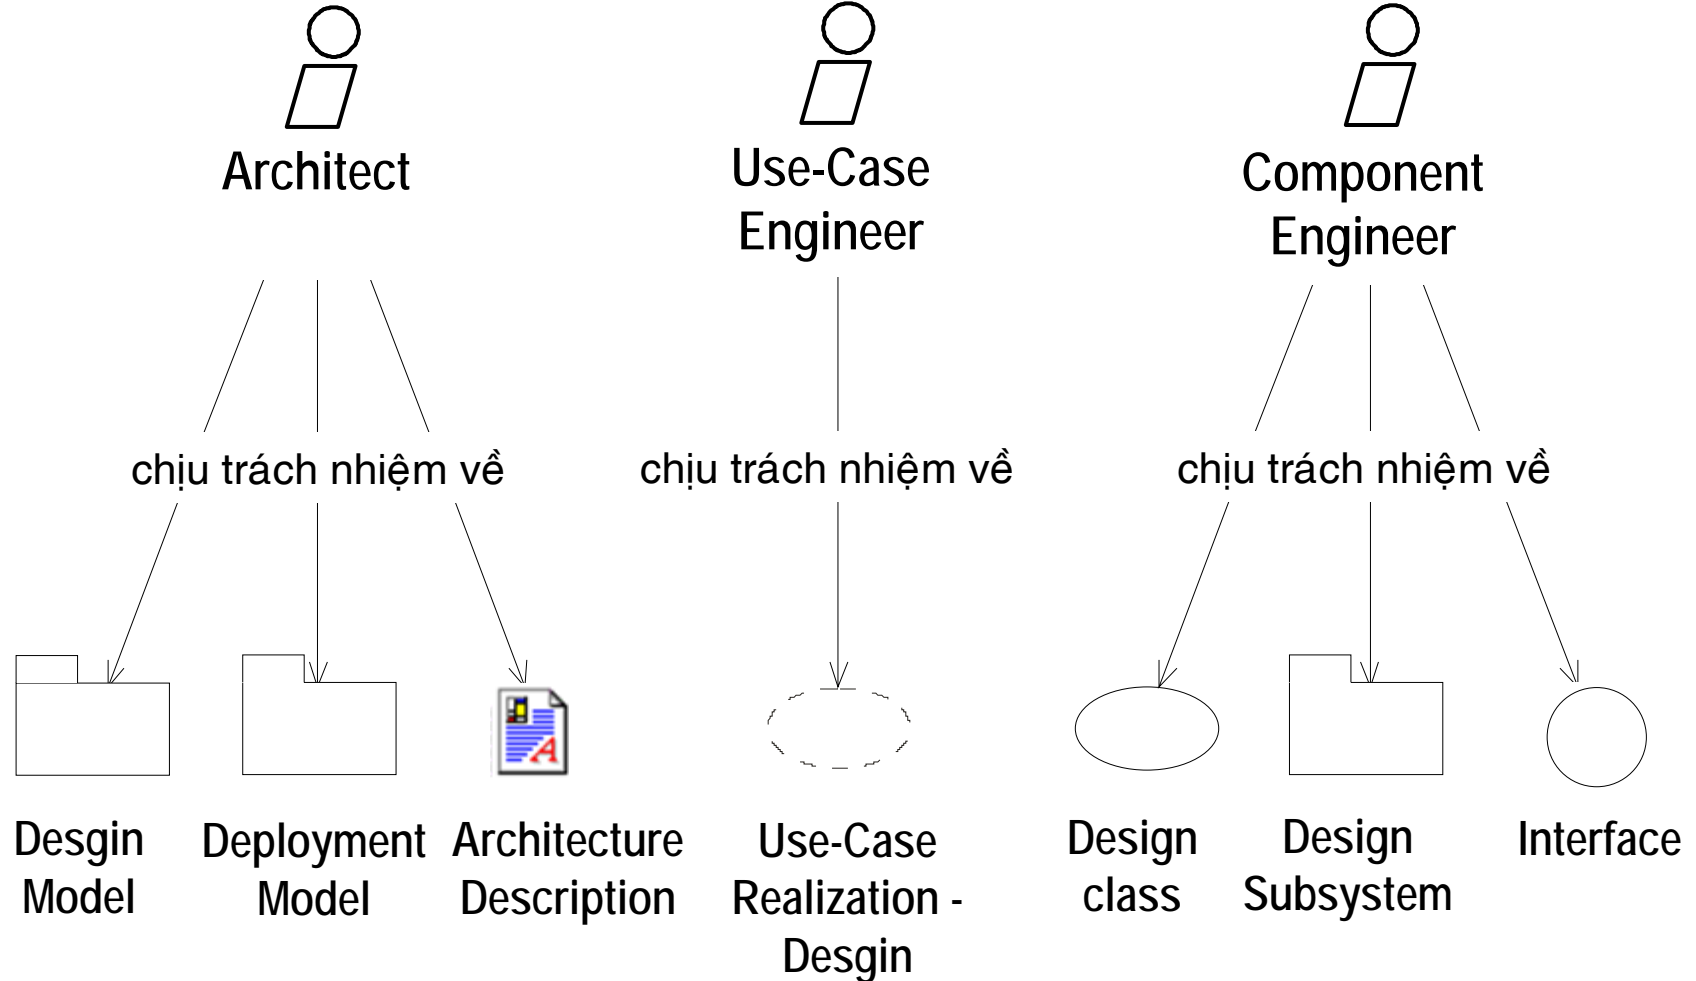 Architect
Use-Case
Engineer
Component
Engineer
chịu trách nhiệm về
chịu trách nhiệm về
chịu trách nhiệm về
Desgin
Model
Deployment
Model
Architecture
Description
Use-Case
Realization -
Desgin
Design
class
Design
Subsystem
Interface